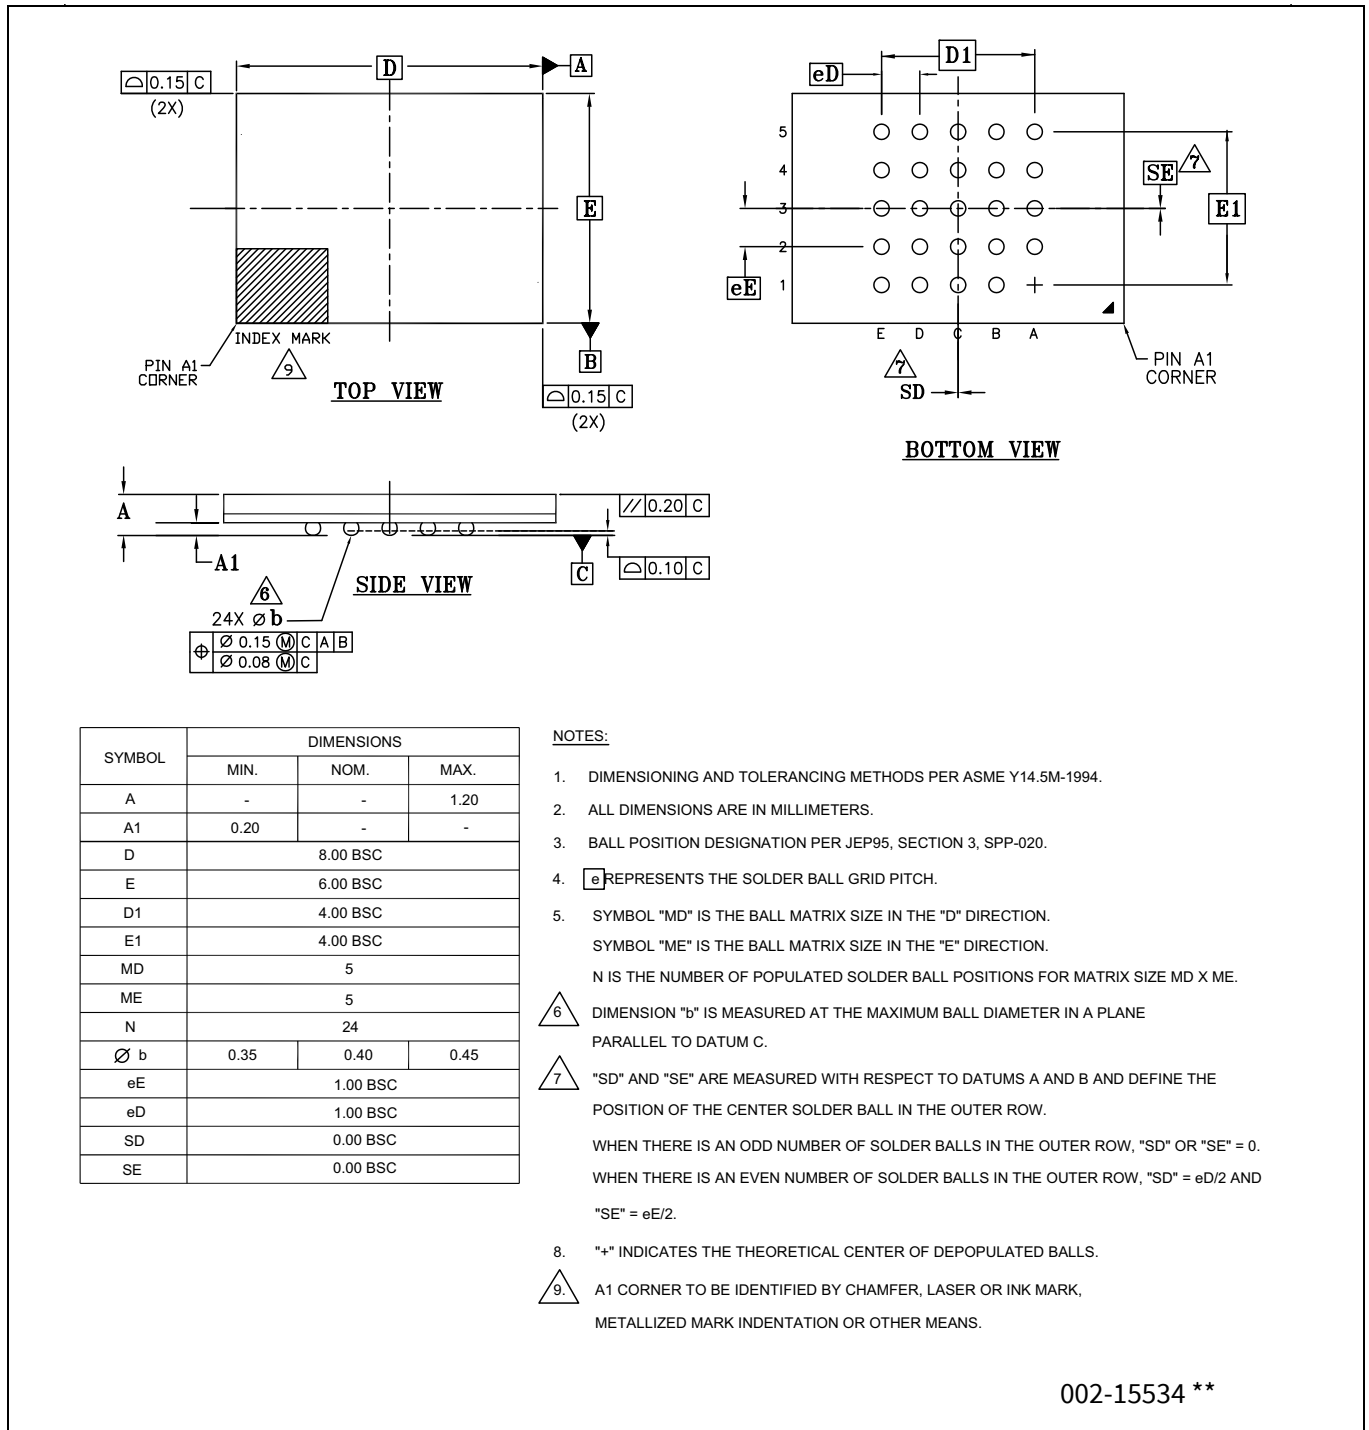 D
A
⌓ 0.15 C
(2X)
E
INDEX MARK
9
PIN A1
CORNER
B
TOP VIEW
⌓ 0.15 C
(2X)
D1
eD
5
4
3
2
1
SE 7
E1
eE
E D C B A
7
SD
PIN A1
CORNER
BOTTOM VIEW
A
A1
// 0.20 C
C
⌓ 0.10 C
SIDE VIEW
6
24X ⌀ b
⌖ ⌀ 0.15 Ⓜ C A B
⌀ 0.08 Ⓜ C
SYMBOL DIMENSIONS
MIN. NOM. MAX.
A - - 1.20
A1 0.20 - -
D 8.00 BSC
E 6.00 BSC
D1 4.00 BSC
E1 4.00 BSC
MD 5
ME 5
N 24
Ø b 0.35 0.40 0.45
eE 1.00 BSC
eD 1.00 BSC
SD 0.00 BSC
SE 0.00 BSC
NOTES:
1. DIMENSIONING AND TOLERANCING METHODS PER ASME Y14.5M-1994.
2. ALL DIMENSIONS ARE IN MILLIMETERS.
3. BALL POSITION DESIGNATION PER JEP95, SECTION 3, SPP-020.
4. e REPRESENTS THE SOLDER BALL GRID PITCH.
5. SYMBOL "MD" IS THE BALL MATRIX SIZE IN THE "D" DIRECTION.
SYMBOL "ME" IS THE BALL MATRIX SIZE IN THE "E" DIRECTION.
N IS THE NUMBER OF POPULATED SOLDER BALL POSITIONS FOR MATRIX SIZE MD X ME.
6 DIMENSION "b" IS MEASURED AT THE MAXIMUM BALL DIAMETER IN A PLANE
PARALLEL TO DATUM C.
7 "SD" AND "SE" ARE MEASURED WITH RESPECT TO DATUMS A AND B AND DEFINE THE
POSITION OF THE CENTER SOLDER BALL IN THE OUTER ROW.
WHEN THERE IS AN ODD NUMBER OF SOLDER BALLS IN THE OUTER ROW, "SD" OR "SE" = 0.
WHEN THERE IS AN EVEN NUMBER OF SOLDER BALLS IN THE OUTER ROW, "SD" = eD/2 AND
"SE" = eE/2.
8. "+" INDICATES THE THEORETICAL CENTER OF DEPOPULATED BALLS.
9. A1 CORNER TO BE IDENTIFIED BY CHAMFER, LASER OR INK MARK,
METALLIZED MARK INDENTATION OR OTHER MEANS.
002-15534 **